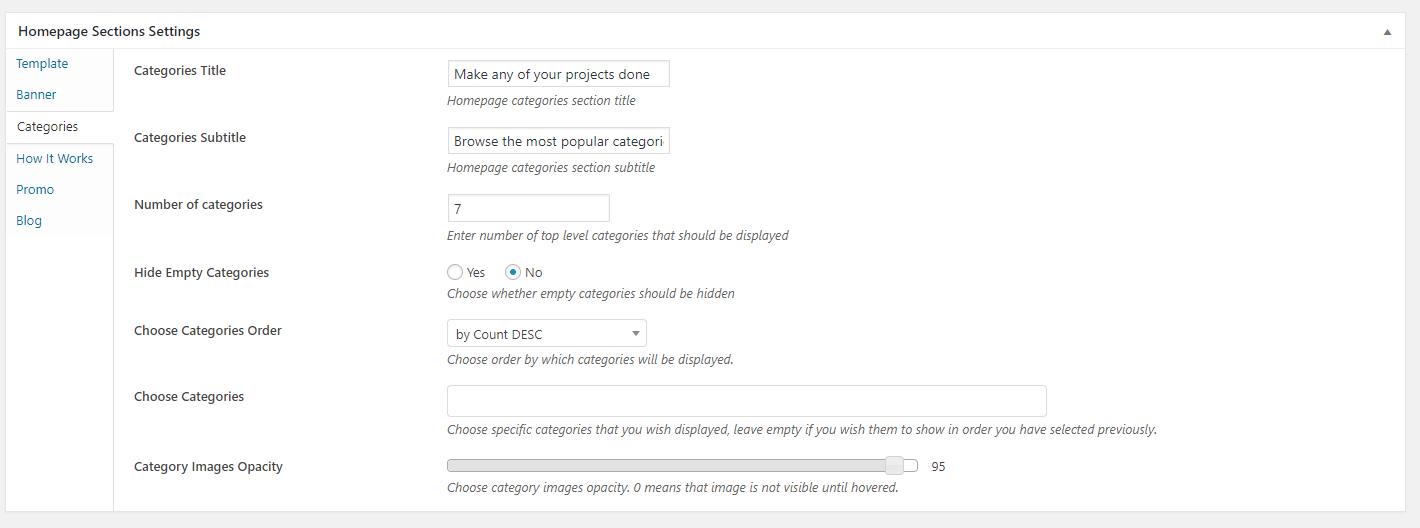 Homepage Sections Settings
Template
Banner
Categories
How It Works
Promo
Blog
Categories Title
Make any of your projects done
Homepage categories section title
Categories Subtitle
Browse the most popular categori
Homepage categories section subtitle
Number of categories
7
Enter number of top level categories that should be displayed
Hide Empty Categories
Yes No
Choose whether empty categories should be hidden
Choose Categories Order
by Count DESC
Choose order by which categories will be displayed.
Choose Categories
Choose specific categories that you wish displayed, leave empty if you wish them to show in order you have selected previously.
Category Images Opacity
95
Choose category images opacity. 0 means that image is not visible until hovered.